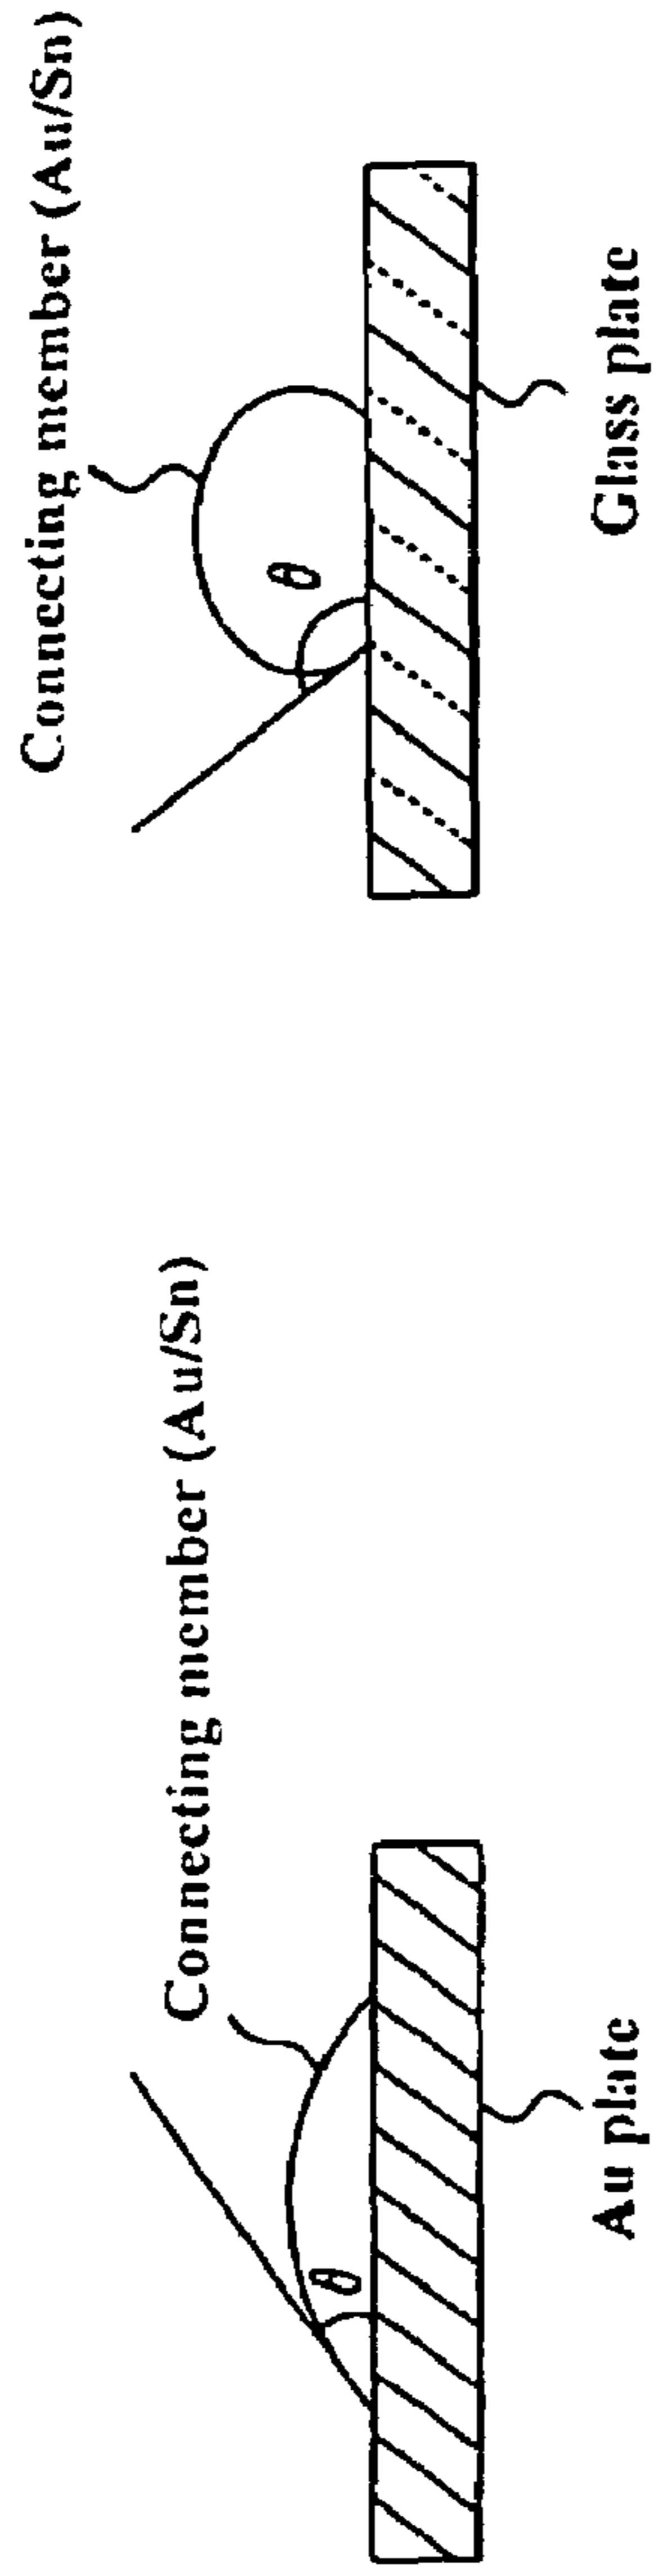 Connecting member (Au/Sn)
θ
Au plate
Connecting member (Au/Sn)
θ
Glass plate